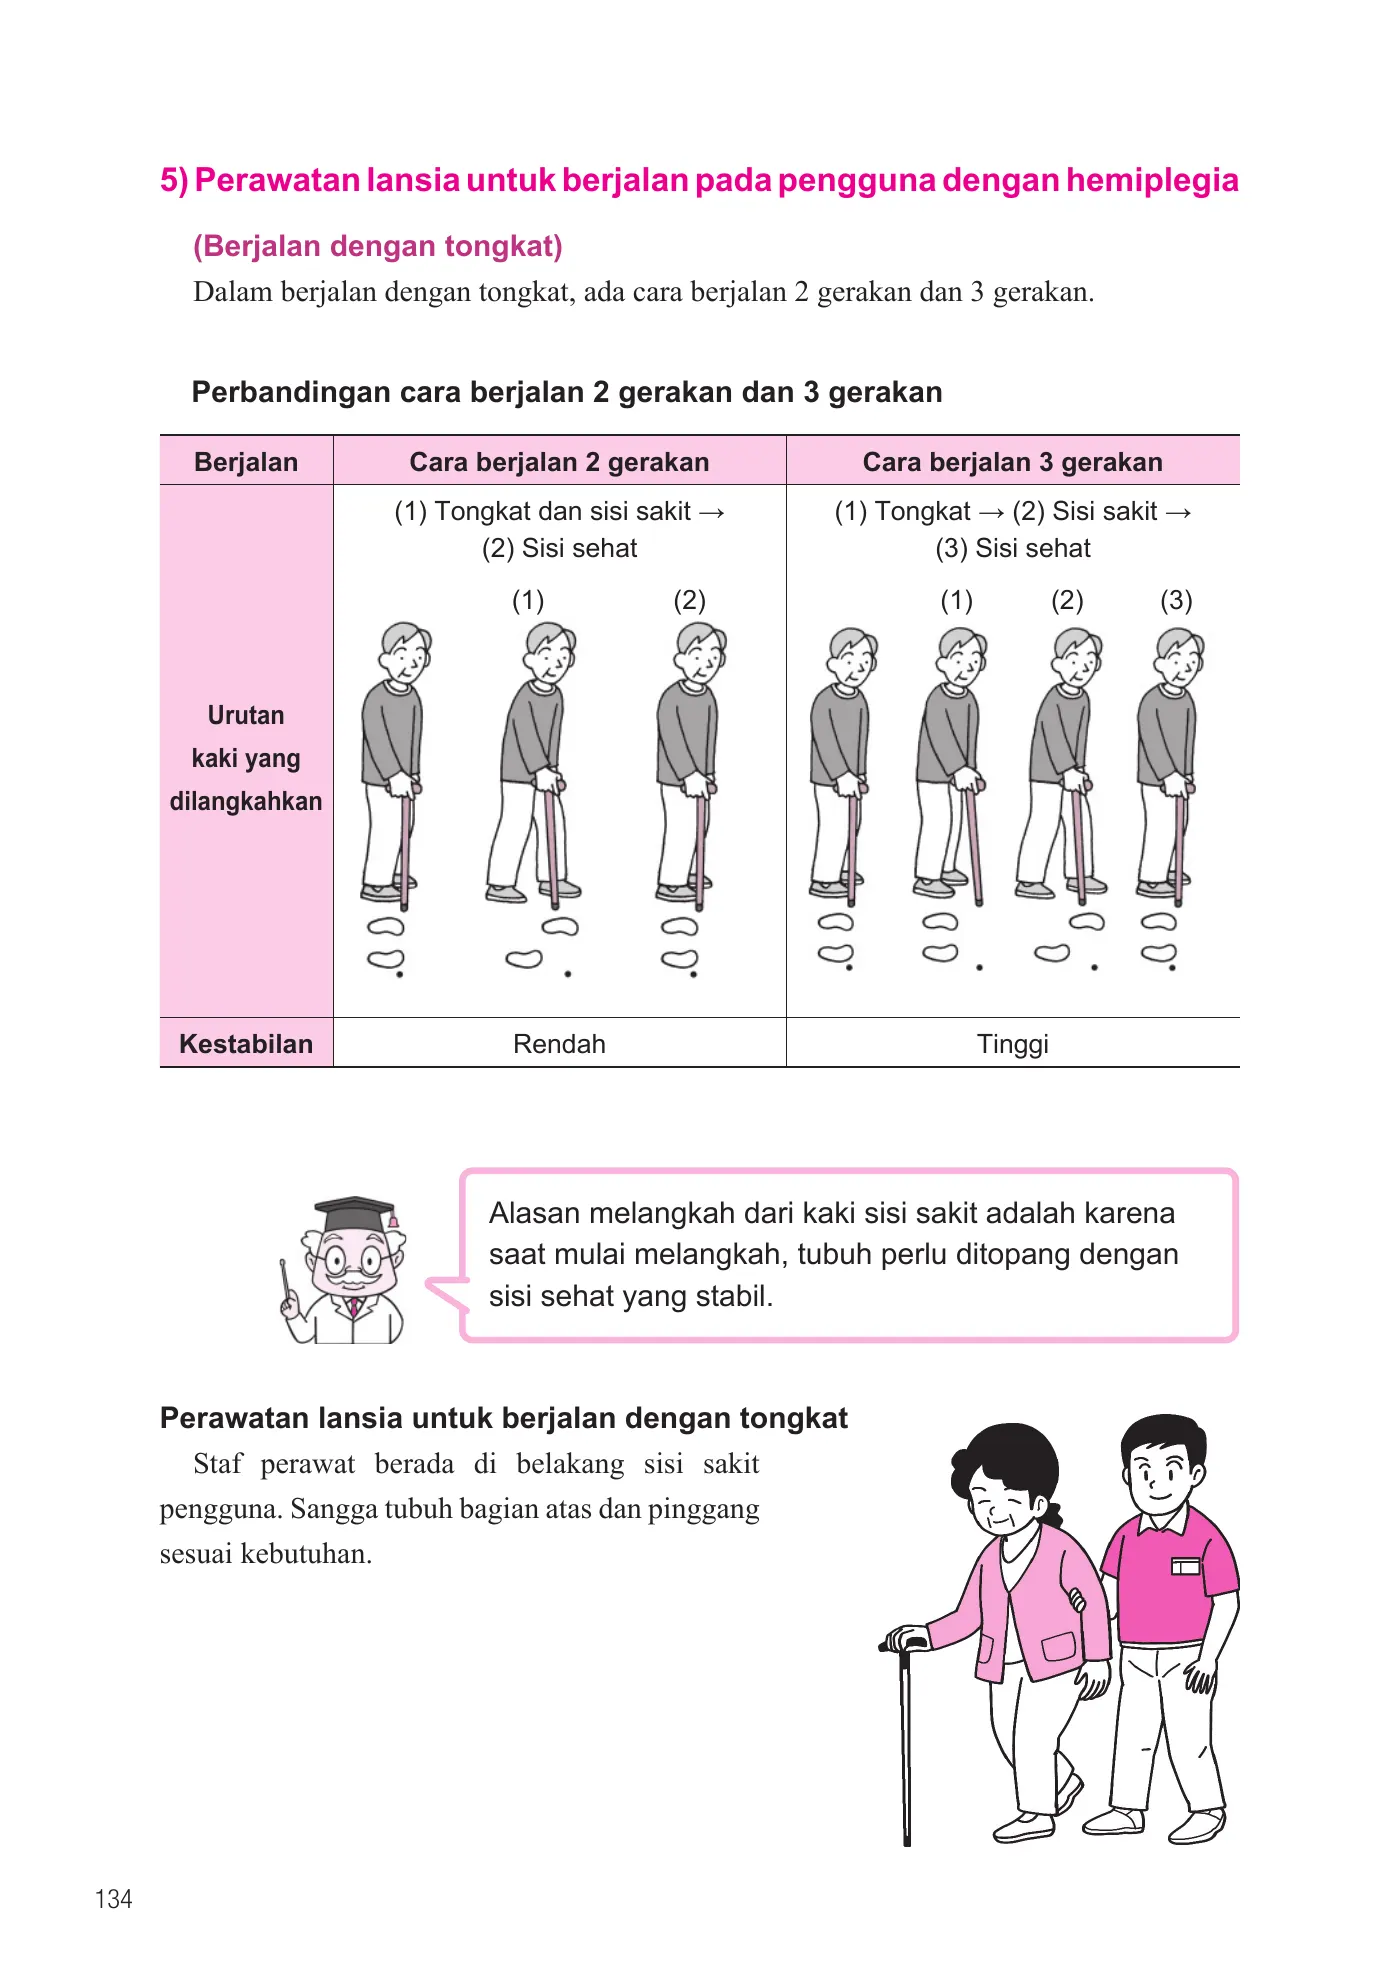 5) Perawatan lansia untuk berjalan pada pengguna dengan hemiplegia
(Berjalan dengan tongkat)
Dalam berjalan dengan tongkat, ada cara berjalan 2 gerakan dan 3 gerakan.
Perbandingan cara berjalan 2 gerakan dan 3 gerakan
Berjalan
Cara berjalan 2 gerakan
Cara berjalan 3 gerakan
Urutan
kaki yang
dilangkahkan
(1) Tongkat dan sisi sakit →
(2) Sisi sehat
(1)
(2)
(1) Tongkat → (2) Sisi sakit →
(3) Sisi sehat
(1)
(2)
(3)
Kestabilan
Rendah
Tinggi
Alasan melangkah dari kaki sisi sakit adalah karena
saat mulai melangkah, tubuh perlu ditopang dengan
sisi sehat yang stabil.
Perawatan lansia untuk berjalan dengan tongkat
Staf perawat berada di belakang sisi sakit
pengguna. Sangga tubuh bagian atas dan pinggang
sesuai kebutuhan.
134